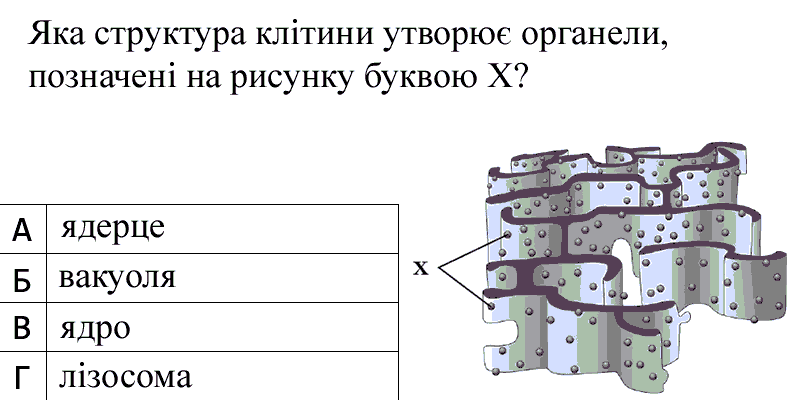 Яка структура клітини утворює органели,
позначені на рисунку буквою Х?
А ядерце
Б вакуоля
В ядро
Г лізосома
х